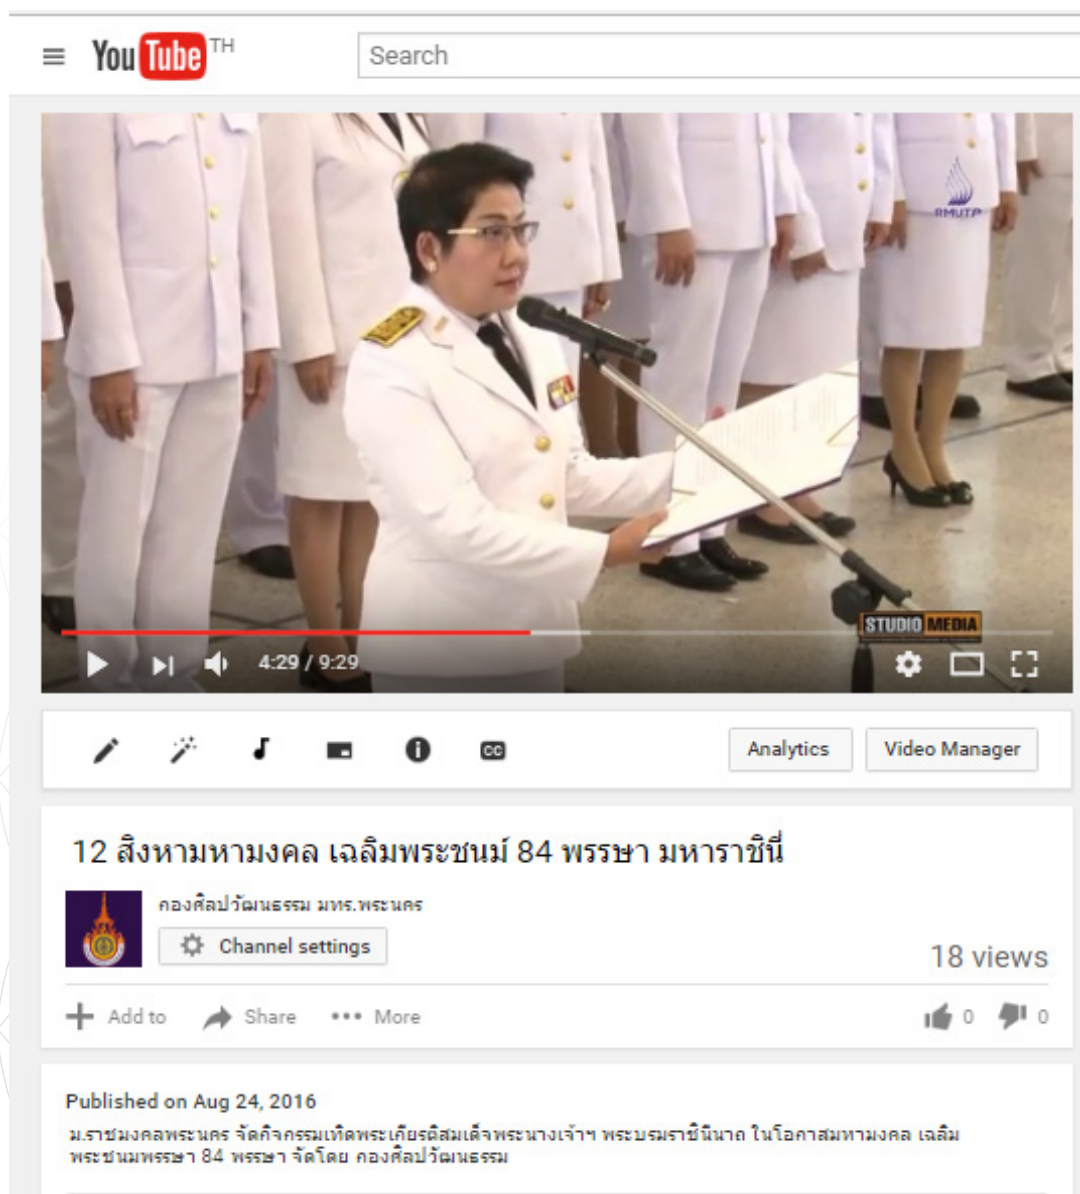 YouTube TH
Search
RMUTP
STUDIO MEDIA
4:29 / 9:29
CC
Analytics
Video Manager
12 สิงหามหามงคล เฉลิมพระชนม์ 84 พรรษา มหาราชินี่
กองศิลปวัฒนธรรม มทร.พระนคร
Channel settings
18 views
Add to Share More 0 0
Published on Aug 24, 2016
ม.ราชมงคลพระนคร จัดกิจกรรมเทิดพระเกียรติสมเด็จพระนางเจ้าฯ พระบรมราชินีนาถ ในโอกาสมหามงคล เฉลิม
พระชนมพรรษา 84 พรรษา จัดโดย กองศิลปวัฒนธรรม